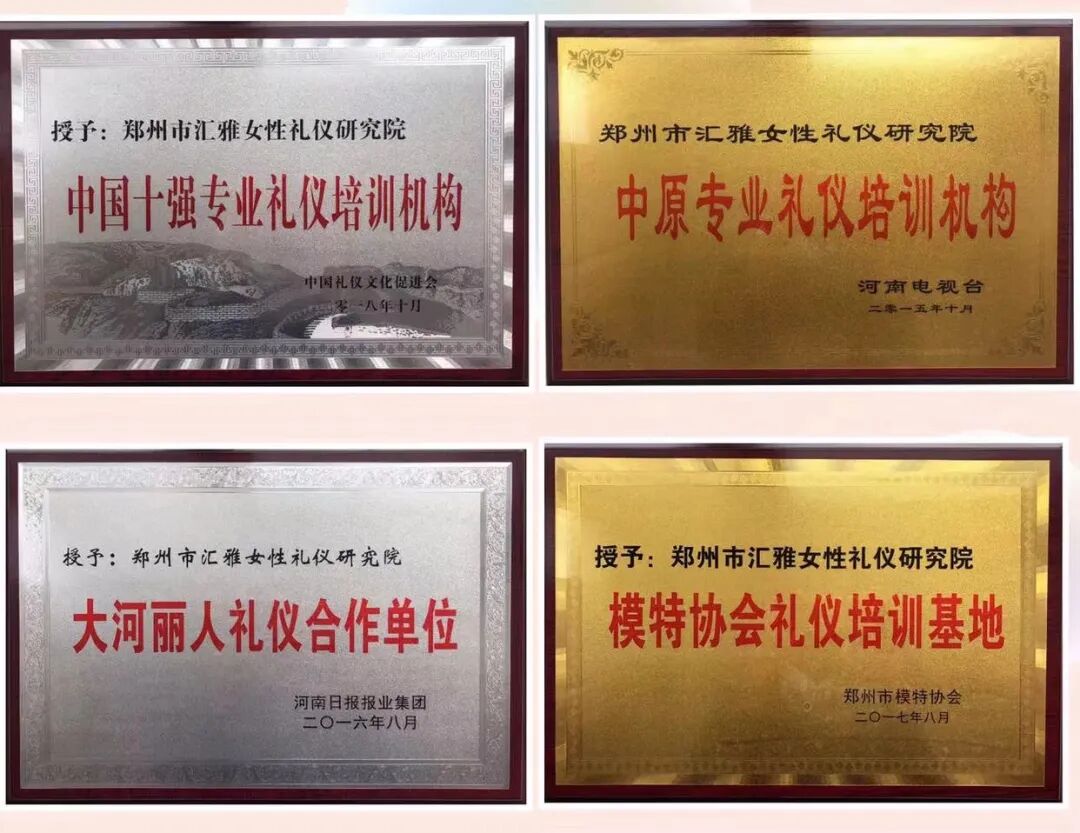 授予：郑州市汇雅女性礼仪研究院
中国十强专业礼仪培训机构
中国礼仪文化促进会
二零一八年十月
郑州市汇雅女性礼仪研究院
中原专业礼仪培训机构
河南电视台
二零一五年十月
授予：郑州市汇雅女性礼仪研究院
大河丽人礼仪合作单位
河南日报报业集团
二〇一六年八月
授予：郑州市汇雅女性礼仪研究院
模特协会礼仪培训基地
郑州市模特协会
二〇一七年八月